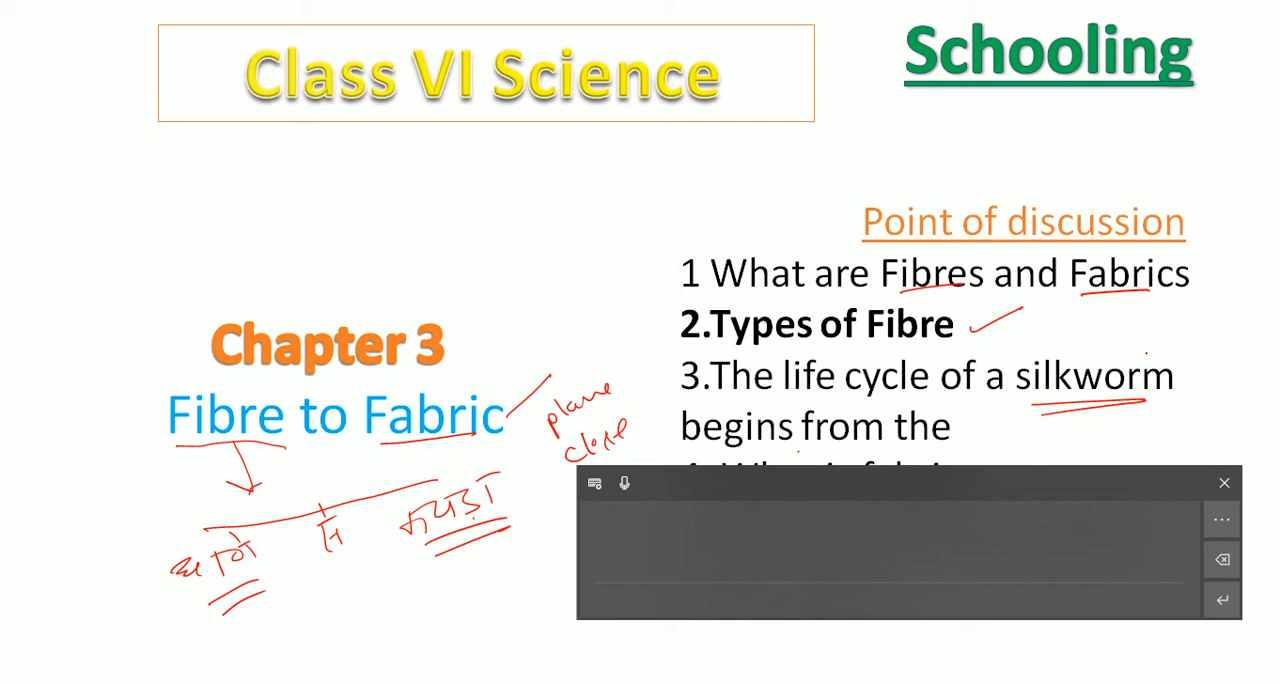 Class VI Science
Schooling
Point of discussion
1 What are Fibres and Fabrics
2.Types of Fibre
3.The life cycle of a silkworm
begins from the
Chapter 3
Fibre to Fabric
plane
से
कपडा